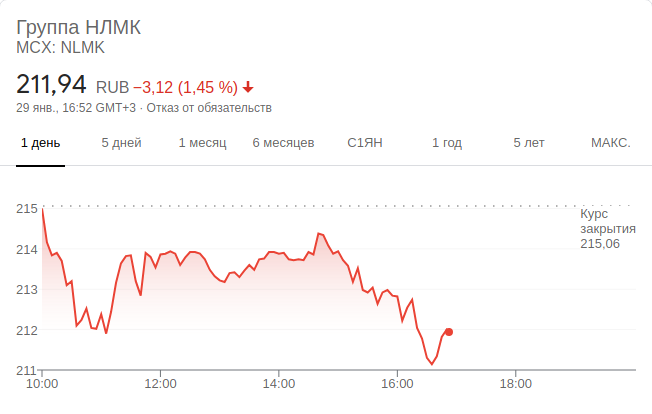 Группа НЛМК
MCX: NLMK
211,94 RUB −3,12 (1,45 %)
29 янв., 16:52 GMT+3 · Отказ от обязательств
1 день 5 дней 1 месяц 6 месяцев С1ЯН 1 год 5 лет МАКС.
215
Курс
закрытия
215,06
214
213
212
211
10:00 12:00 14:00 16:00 18:00